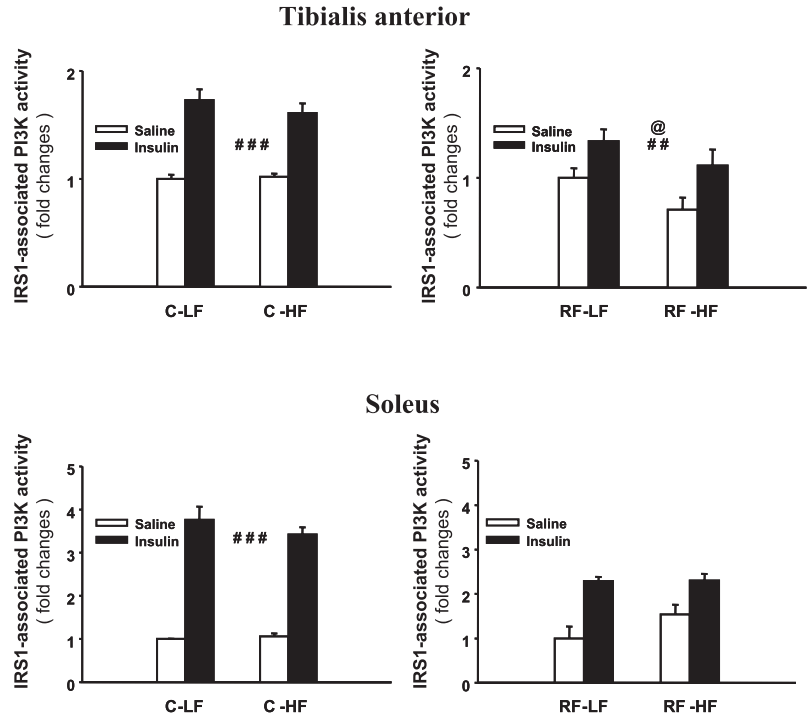 Tibialis anterior
IRS1-associated PI3K activity
( fold changes )
2
1
0
Saline
Insulin
# # #
C-LF
C -HF
IRS1-associated PI3K activity
( fold changes )
2
1
0
Saline
Insulin
@
# #
RF-LF
RF -HF
Soleus
IRS1-associated PI3K activity
( fold changes )
5
4
3
2
1
0
Saline
Insulin
# # #
C-LF
C -HF
IRS1-associated PI3K activity
( fold changes )
5
4
3
2
1
0
Saline
Insulin
RF-LF
RF -HF